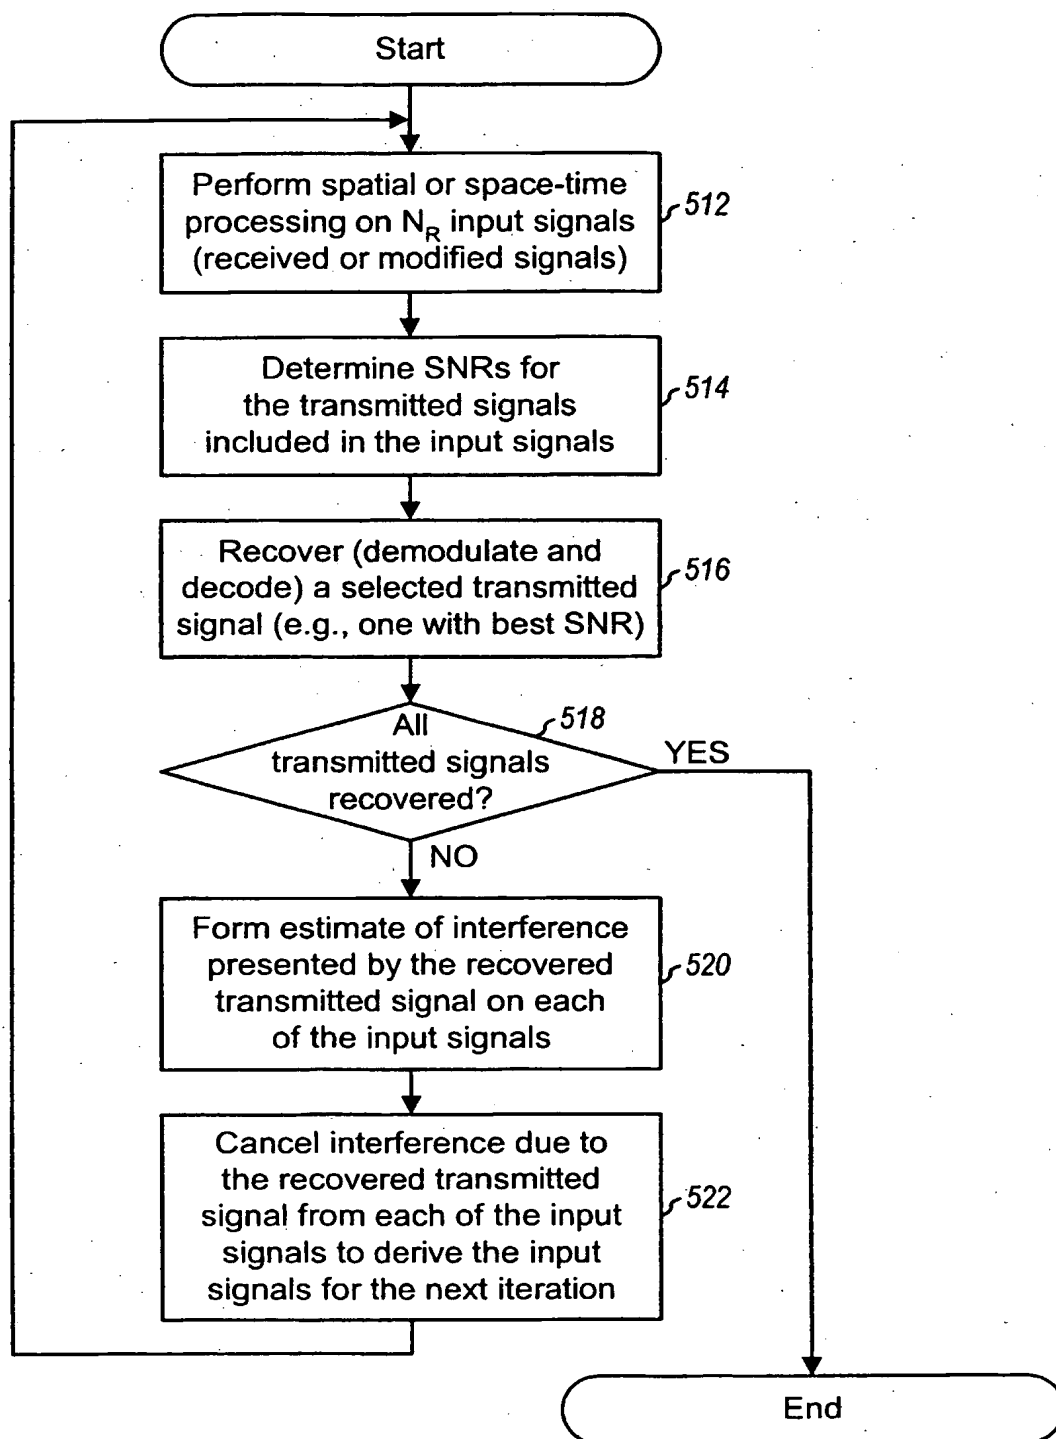 Start
Perform spatial or space-time
processing on N_R input signals
(received or modified signals)
512
Determine SNRs for
the transmitted signals
included in the input signals
514
Recover (demodulate and
decode) a selected transmitted
signal (e.g., one with best SNR)
516
All
transmitted signals
recovered?
518
YES
NO
Form estimate of interference
presented by the recovered
transmitted signal on each
of the input signals
520
Cancel interference due to
the recovered transmitted
signal from each of the input
signals to derive the input
signals for the next iteration
522
End